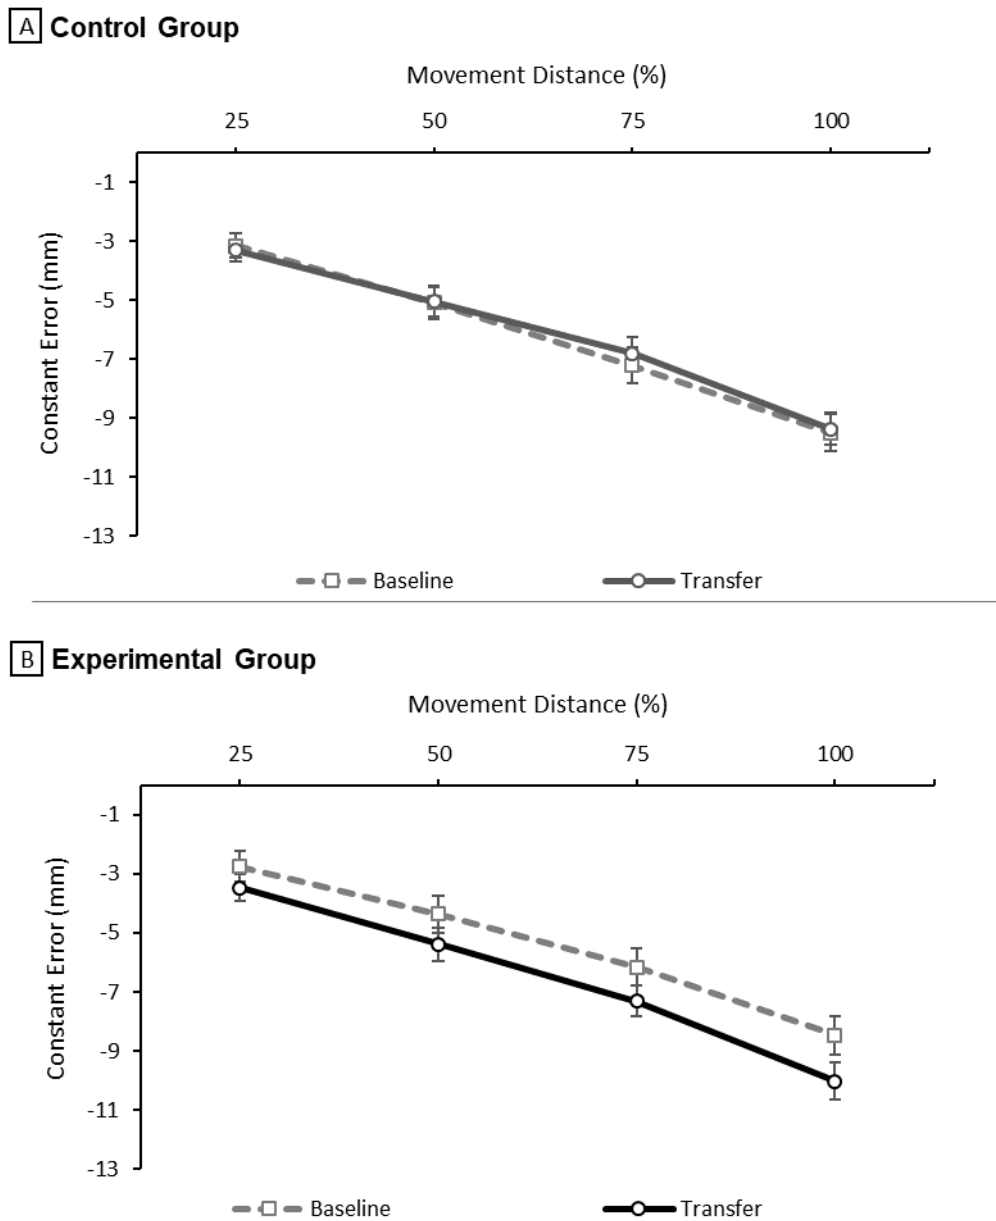 A Control Group
Movement Distance (%)
25 50 75 100
-1
-3
-5
-7
-9
-11
-13
Constant Error (mm)
Baseline Transfer
B Experimental Group
Movement Distance (%)
25 50 75 100
-1
-3
-5
-7
-9
-11
-13
Constant Error (mm)
Baseline Transfer